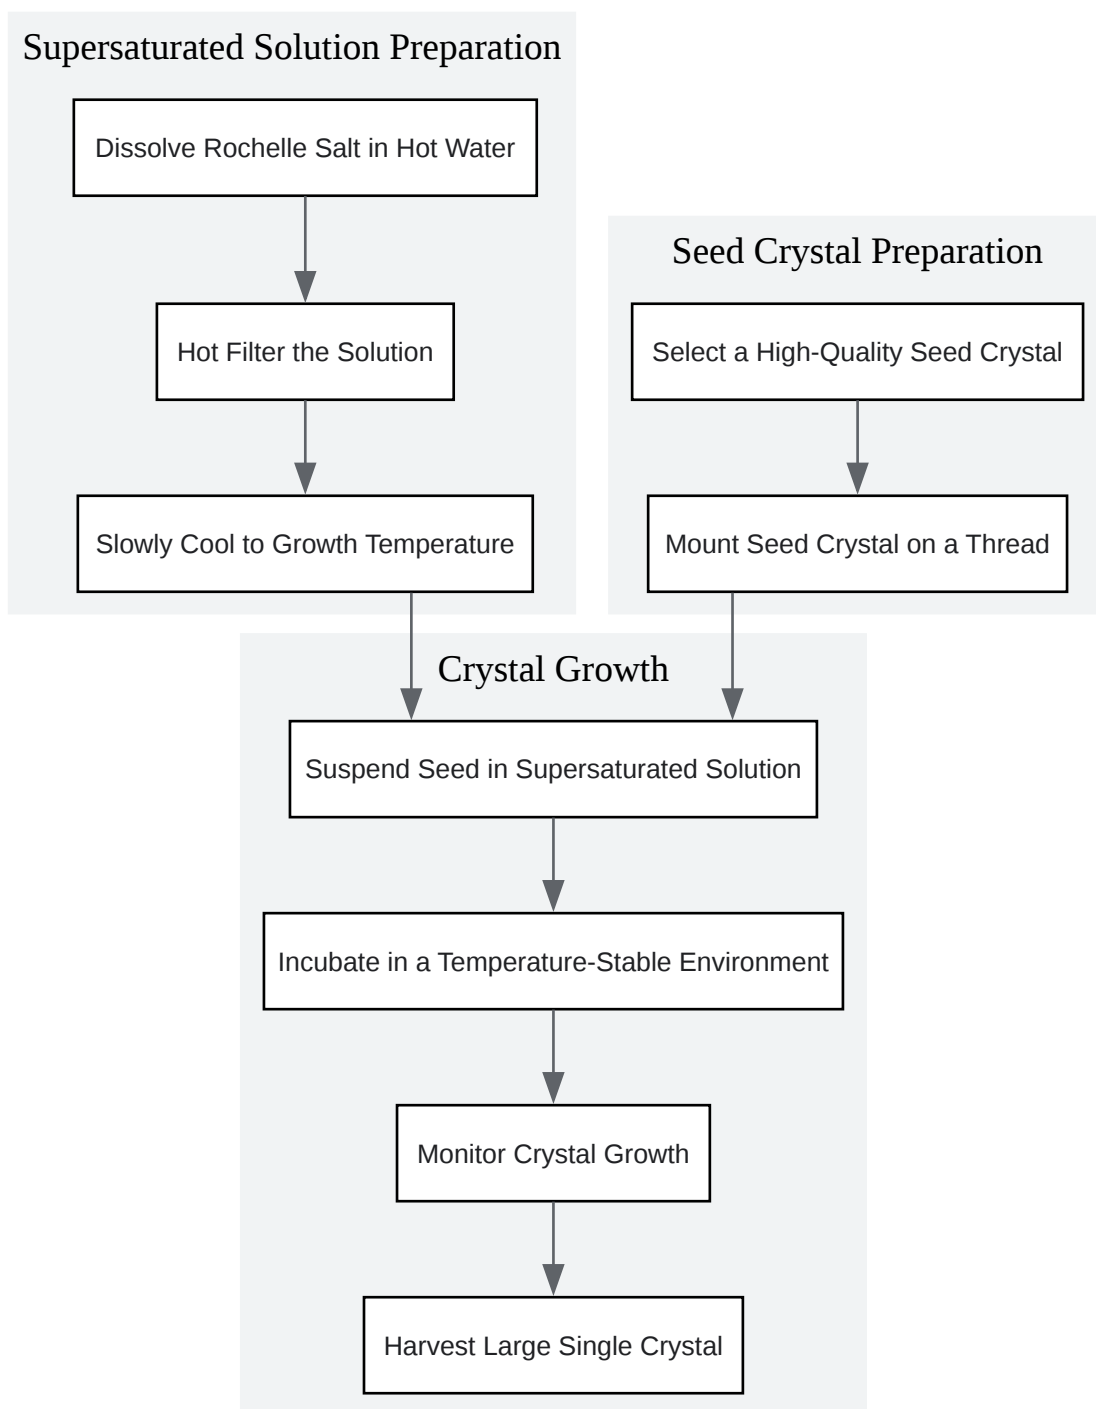 Supersaturated Solution Preparation
Dissolve Rochelle Salt in Hot Water
Hot Filter the Solution
Slowly Cool to Growth Temperature
Seed Crystal Preparation
Select a High-Quality Seed Crystal
Mount Seed Crystal on a Thread
Crystal Growth
Suspend Seed in Supersaturated Solution
Incubate in a Temperature-Stable Environment
Monitor Crystal Growth
Harvest Large Single Crystal